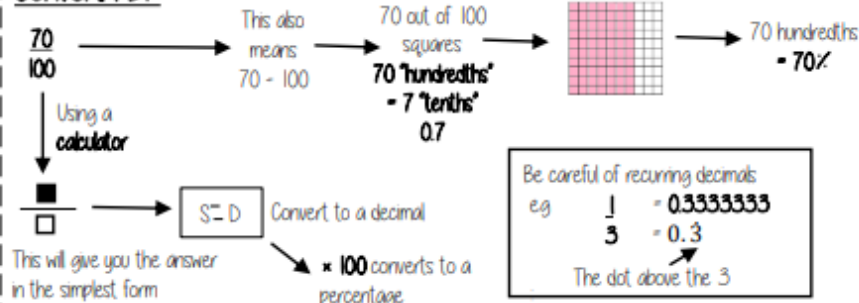 70
100
This also
means
70 - 100
70 out of 100
squares
70 "hundredths"
= 7 "tenths"
0.7
70 hundredths
= 70%
Using a
calculator
S⇔D
Convert to a decimal
This will give you the answer
in the simplest form
× 100 converts to a
percentage
Be careful of recurring decimals
eg 1 = 0.3333333
3 = 0.3̇
The dot above the 3